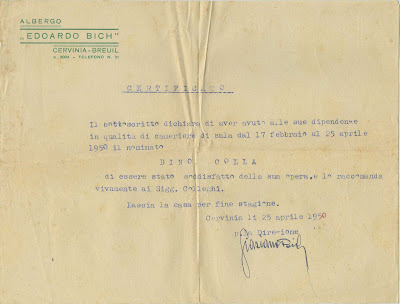 ALBERGO
„EDOARDO BICH"
CERVINIA-BREUIL
TELEFONO N.
CERTIFICATO
Il sottoscritto dichiara di aver avuto alle sue dipendenze
in qualità di cameriere di sala dal 17 febbraio al 25 aprile
1950 il nominato
DINO COLLA
di essere stato soddisfatto della sua opera, e lo raccomanda
vivamente ai Sigg. Colleghi.
Lascia la casa per fine stagione.
Cervinia li 25 aprile 1950
Direzione